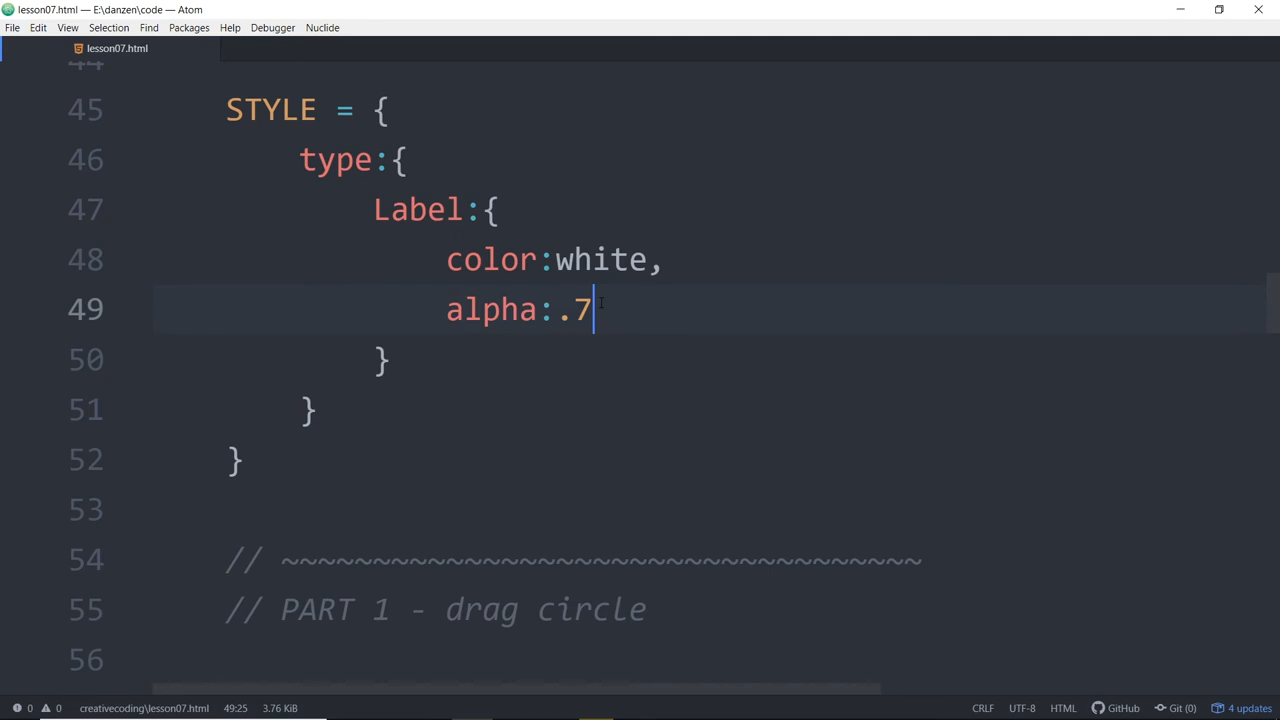 lesson07.html — E:\danzen\code — Atom
File Edit View Selection Find Packages Help Debugger Nuclide
lesson07.html
44
45 STYLE = {
46 type:{
47 Label:{
48 color:white,
49 alpha:.7
50 }
51 }
52 }
53
54 // ~~~~~~~~~~~~~~~~~~~~~~~~~~~~~~~~~~~
55 // PART 1 - drag circle
56
0 0 creativecoding\lesson07.html 49:25 3.76 KiB CRLF UTF-8 HTML GitHub Git (0) 4 updates